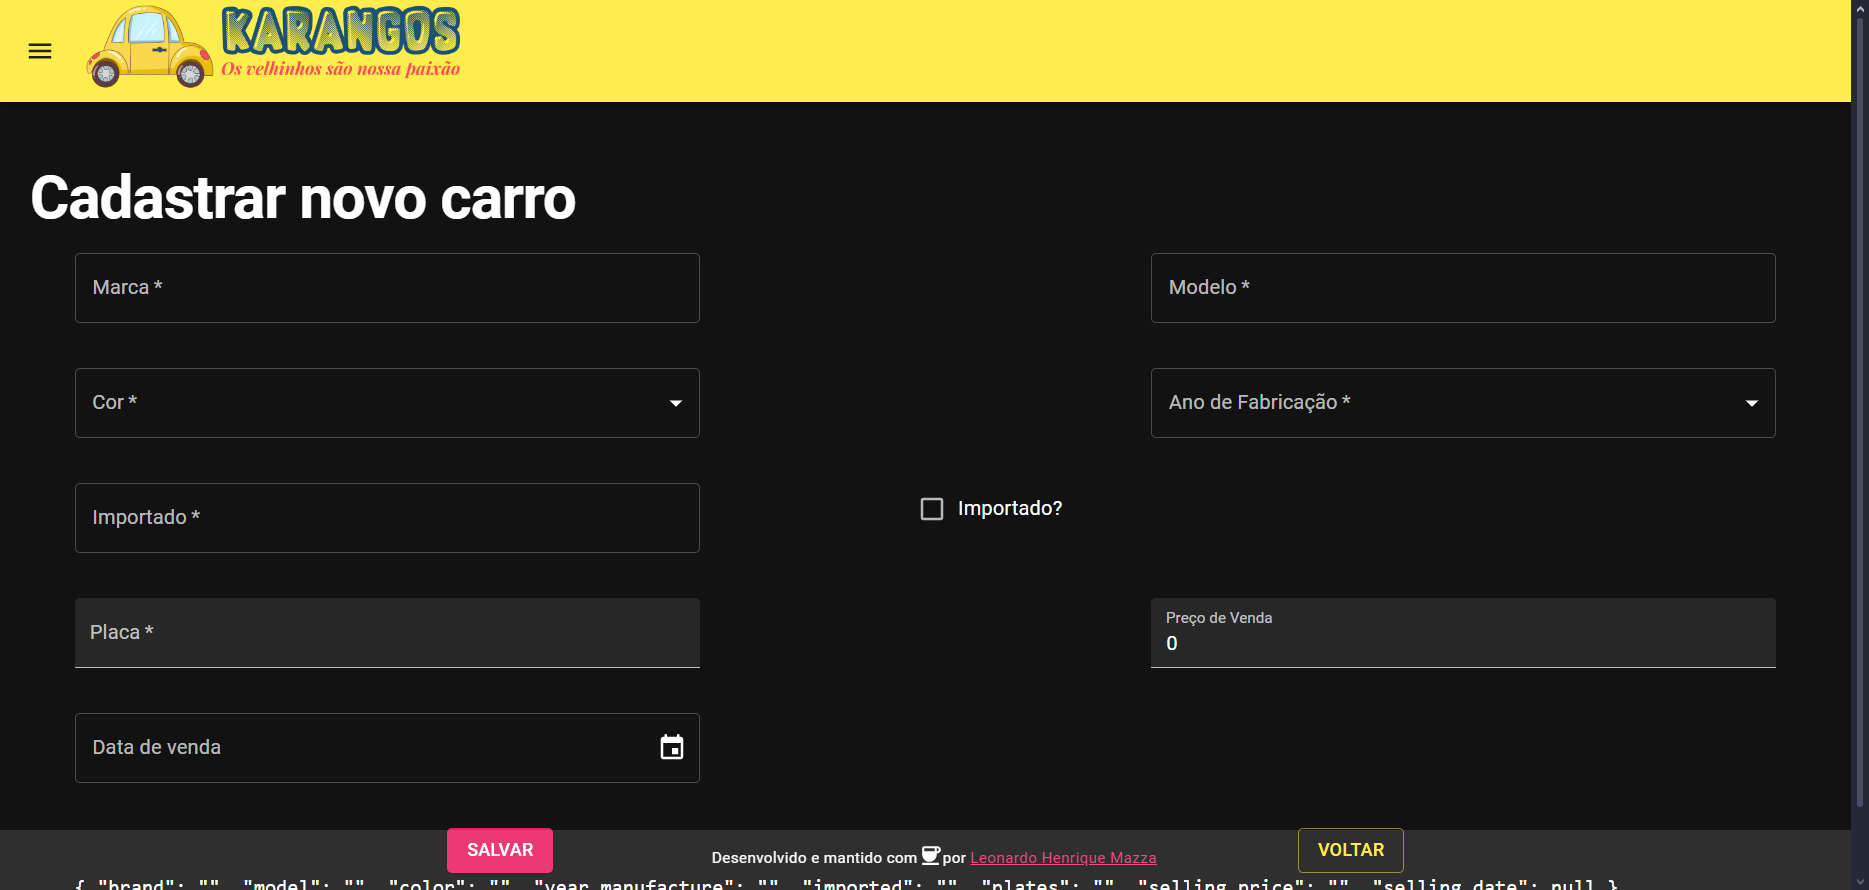 KARANGOS
Os velhinhos são nossa paixão
Cadastrar novo carro
Marca *
Modelo *
Cor *
Ano de Fabricação *
Importado *
Importado?
Placa *
Preço de Venda
0
Data de venda
SALVAR
Desenvolvido e mantido com por Leonardo Henrique Mazza
VOLTAR
{ "brand": "", "model": "", "color": "", "year_manufacture": "", "imported": "", "plates": "", "selling_price": "", "selling_date": null }